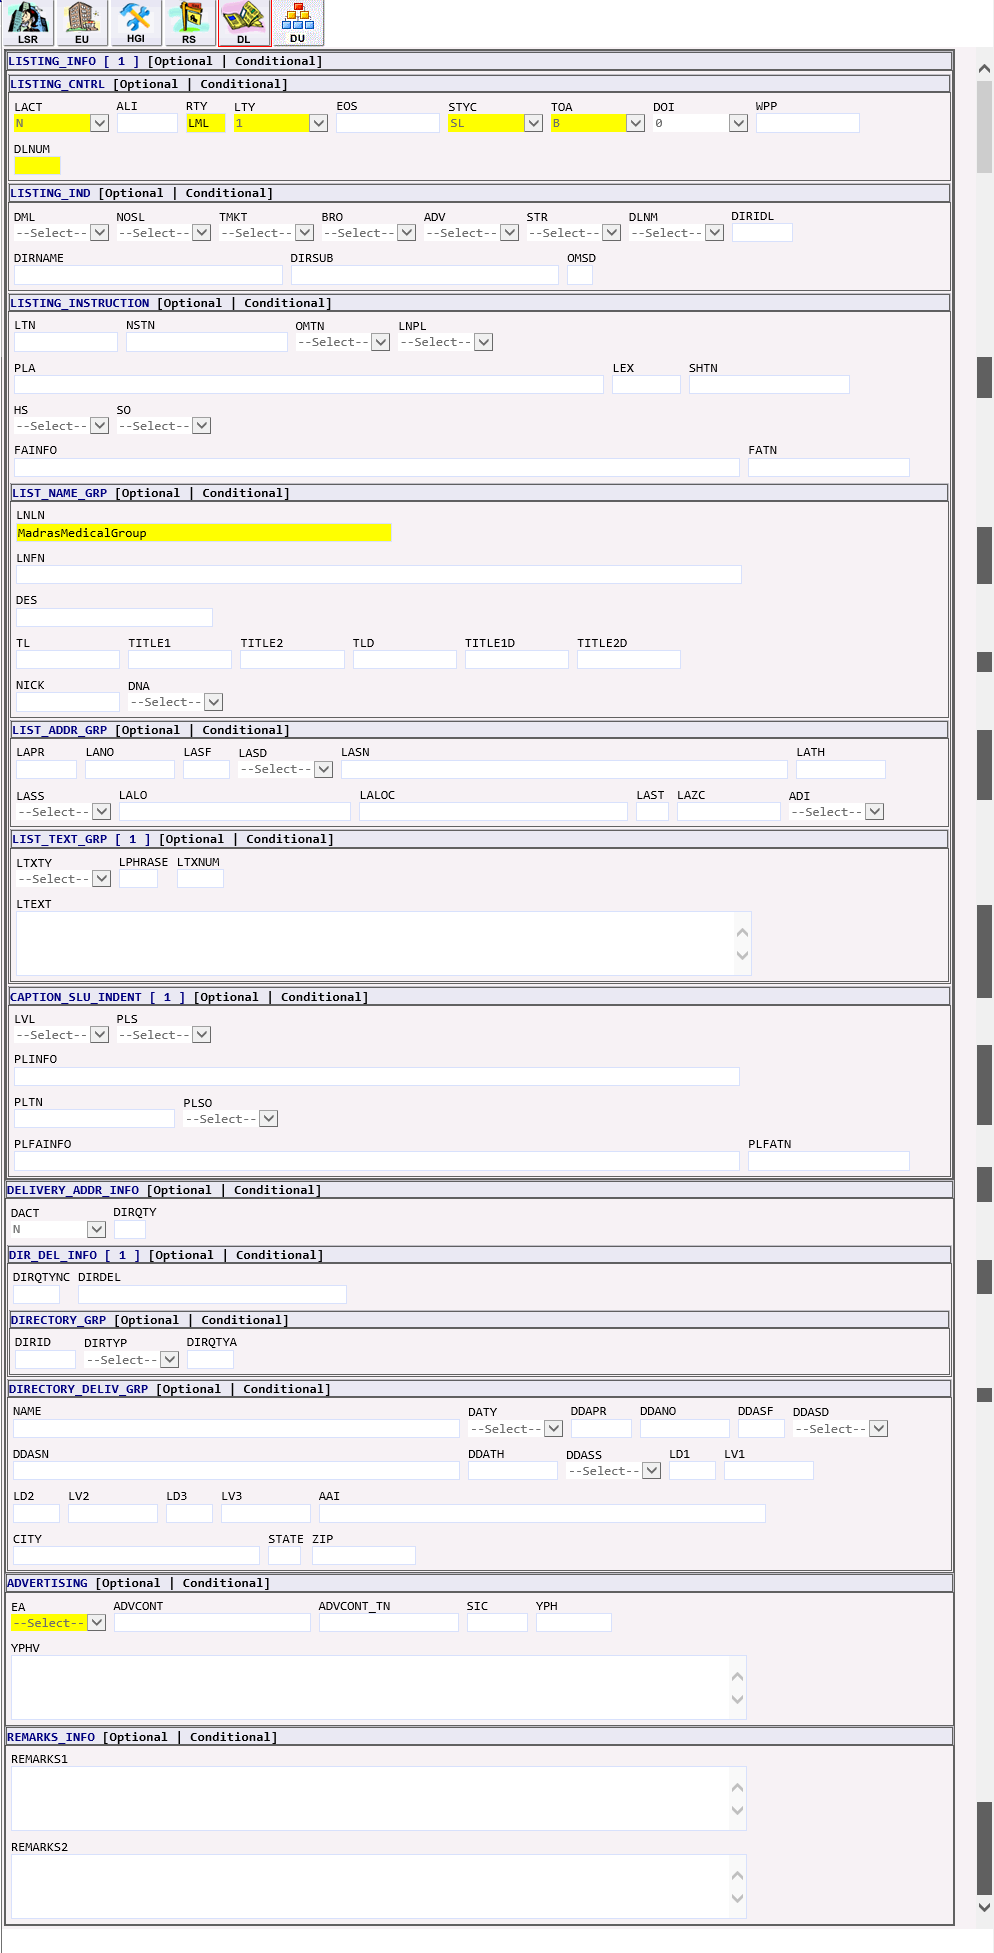 LSR EU HGI RS DL DU
LISTING_INFO [ 1 ] [Optional | Conditional]
LISTING_CNTRL [Optional | Conditional]
LACT ALI RTY LTY EOS STYC TOA DOI WPP
N LML 1 SL B 0
DLNUM
LISTING_IND [Optional | Conditional]
DML NOSL TMKT BRO ADV STR DLNM DIRIDL
--Select-- --Select-- --Select-- --Select-- --Select-- --Select-- --Select--
DIRNAME DIRSUB OMSD
LISTING_INSTRUCTION [Optional | Conditional]
LTN NSTN OMTN LNPL
--Select-- --Select--
PLA LEX SHTN
HS SO
--Select-- --Select--
FAINFO FATN
LIST_NAME_GRP [Optional | Conditional]
LNLN
MadrasMedicalGroup
LNFN
DES
TL TITLE1 TITLE2 TLD TITLE1D TITLE2D
NICK DNA
--Select--
LIST_ADDR_GRP [Optional | Conditional]
LAPR LANO LASF LASD LASN LATH
--Select--
LASS LALO LALOC LAST LAZC ADI
--Select-- --Select--
LIST_TEXT_GRP [ 1 ] [Optional | Conditional]
LTXTY LPHRASE LTXNUM
--Select--
LTEXT
CAPTION_SLU_INDENT [ 1 ] [Optional | Conditional]
LVL PLS
--Select-- --Select--
PLINFO
PLTN PLSO
--Select--
PLFAINFO PLFATN
DELIVERY_ADDR_INFO [Optional | Conditional]
DACT DIRQTY
N
DIR_DEL_INFO [ 1 ] [Optional | Conditional]
DIRQTYNC DIRDEL
DIRECTORY_GRP [Optional | Conditional]
DIRID DIRTYP DIRQTYA
--Select--
DIRECTORY_DELIV_GRP [Optional | Conditional]
NAME DATY DDAPR DDANO DDASF DDASD
--Select-- --Select--
DDASN DDATH DDASS LD1 LV1
--Select--
LD2 LV2 LD3 LV3 AAI
CITY STATE ZIP
ADVERTISING [Optional | Conditional]
EA ADVCONT ADVCONT_TN SIC YPH
--Select--
YPHV
REMARKS_INFO [Optional | Conditional]
REMARKS1
REMARKS2